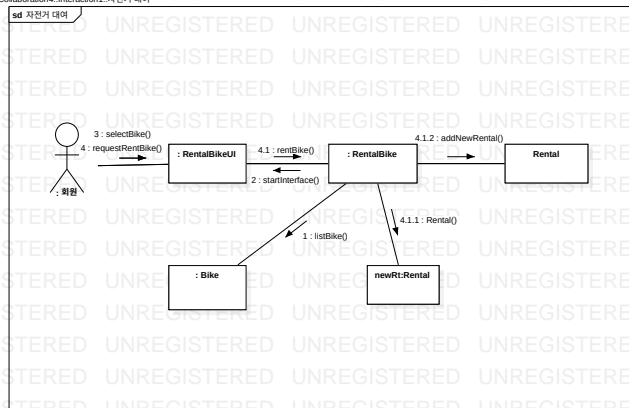 sd 자전거 대여
3 : selectBike()
4 : requestRentBike()
: 회원
: RentalBikeUI
4.1 : rentBike()
2 : startInterface()
: RentalBike
4.1.2 : addNewRental()
Rental
1 : listBike()
4.1.1 : Rental()
: Bike
newRt:Rental
UNREGISTERED